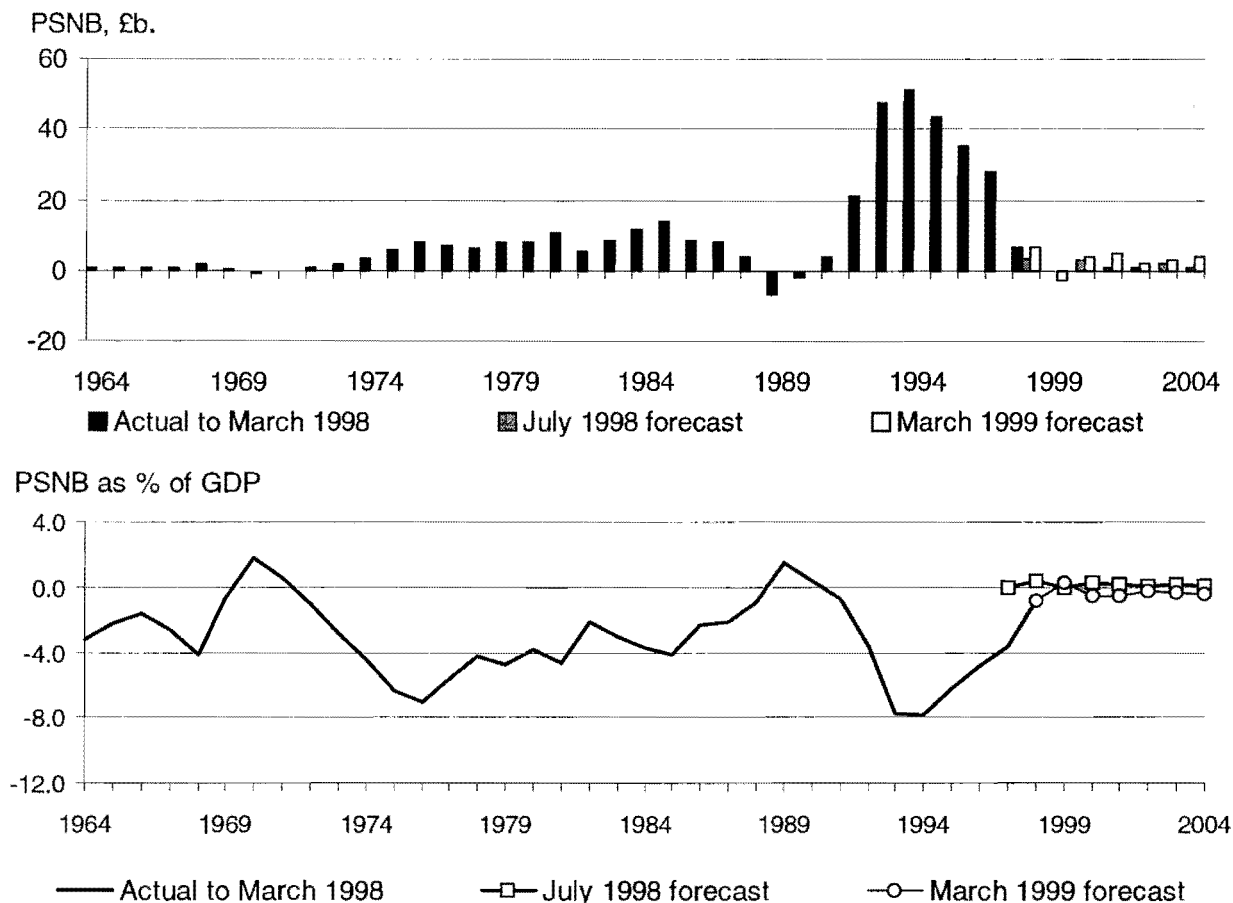 PSNB, £b.
60
40
20
0
-20
1964 1969 1974 1979 1984 1989 1994 1999 2004
Actual to March 1998 July 1998 forecast March 1999 forecast
PSNB as % of GDP
4.0
0.0
-4.0
-8.0
-12.0
1964 1969 1974 1979 1984 1989 1994 1999 2004
Actual to March 1998 July 1998 forecast March 1999 forecast